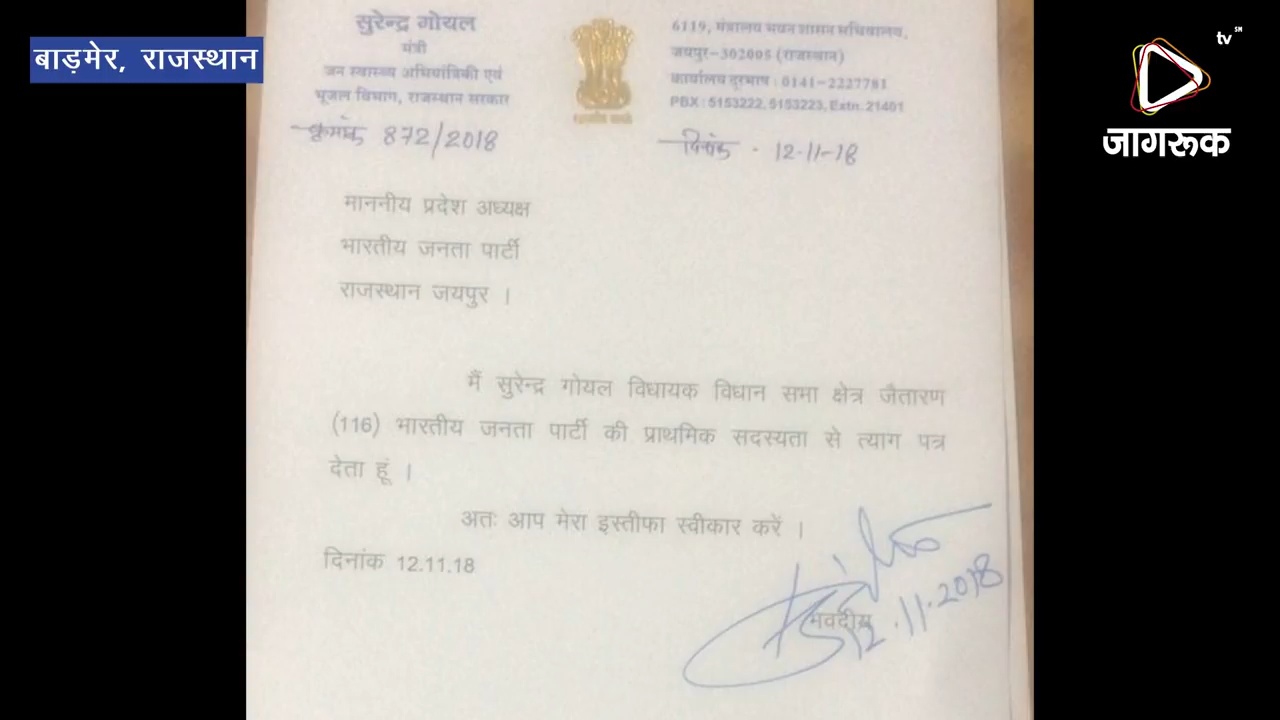 बाड़मेर, राजस्थान
tv SM
जागरूक
सुरेन्द्र गोयल
मंत्री
जन स्वास्थ्य अभियांत्रिकी एवं
भूजल विभाग, राजस्थान सरकार
6119, मंत्रालय भवन शासन सचिवालय,
जयपुर-302005 (राजस्थान)
कार्यालय दूरभाष : 0141-2227781
PBX : 5153222, 5153223, Extn. 21401
क्रमांक 872/2018
दिनांक - 12-11-18
माननीय प्रदेश अध्यक्ष
भारतीय जनता पार्टी
राजस्थान जयपुर ।
मैं सुरेन्द्र गोयल विधायक विधान सभा क्षेत्र जैतारण
(116) भारतीय जनता पार्टी की प्राथमिक सदस्यता से त्याग पत्र
देता हूं ।
अतः आप मेरा इस्तीफा स्वीकार करें ।
दिनांक 12.11.18
भवदीय
12.11.2018